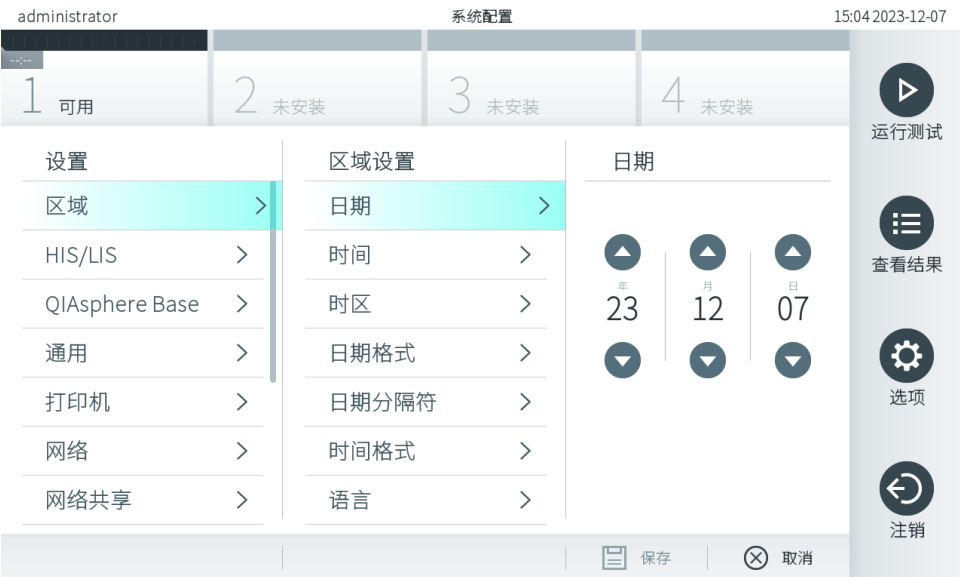 administrator 系统配置 15:04 2023-12-07
--:--
1 可用 2 未安装 3 未安装 4 未安装
运行测试
设置 区域设置 日期
区域 日期
HIS/LIS 时间
查看结果
年 月 日
QIAsphere Base 时区 23 12 07
通用 日期格式
打印机 日期分隔符
选项
网络 时间格式
网络共享 语言
注销
保存 取消